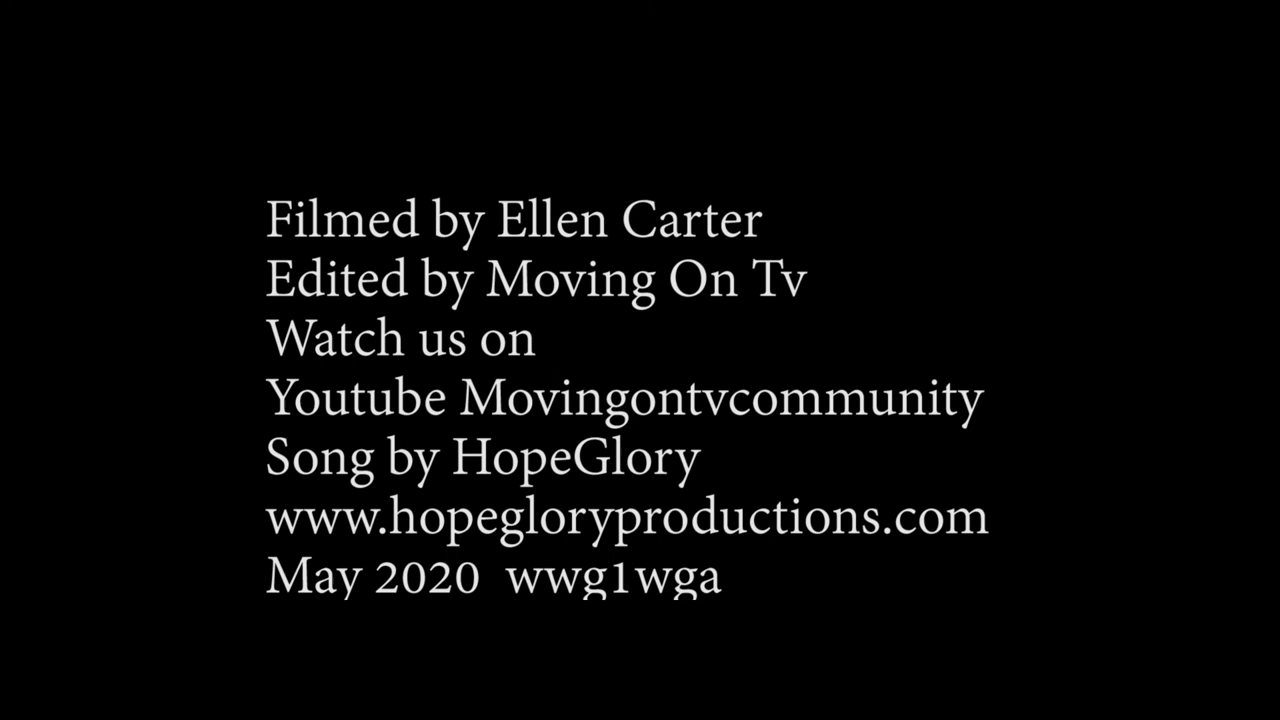 Filmed by Ellen Carter
Edited by Moving On Tv
Watch us on
Youtube Movingontvcommunity
Song by HopeGlory
www.hopegloryproductions.com
May 2020  wwg1wga